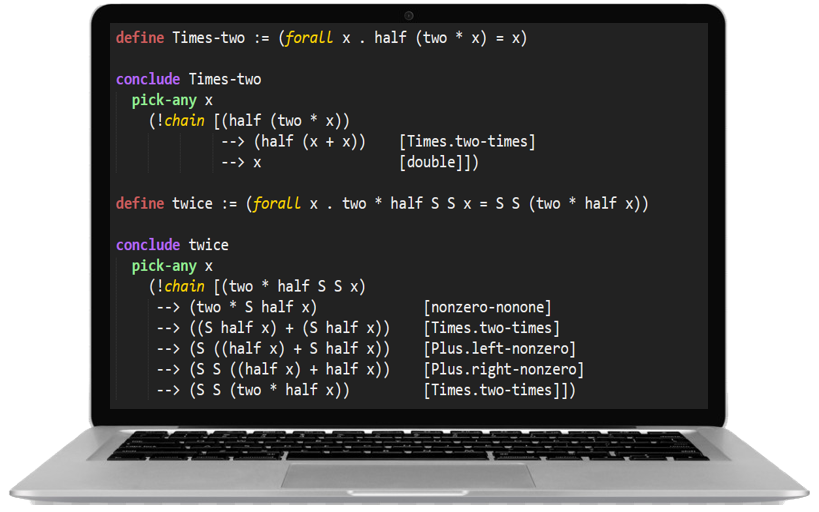 define Times-two := (forall x . half (two * x) = x)
conclude Times-two
pick-any x
(!chain [(half (two * x))
--> (half (x + x)) [Times.two-times]
--> x [double]])
define twice := (forall x . two * half S S x = S S (two * half x))
conclude twice
pick-any x
(!chain [(two * half S S x)
--> (two * S half x) [nonzero-nonone]
--> ((S half x) + (S half x)) [Times.two-times]
--> (S ((half x) + S half x)) [Plus.left-nonzero]
--> (S S ((half x) + half x)) [Plus.right-nonzero]
--> (S S (two * half x)) [Times.two-times]])